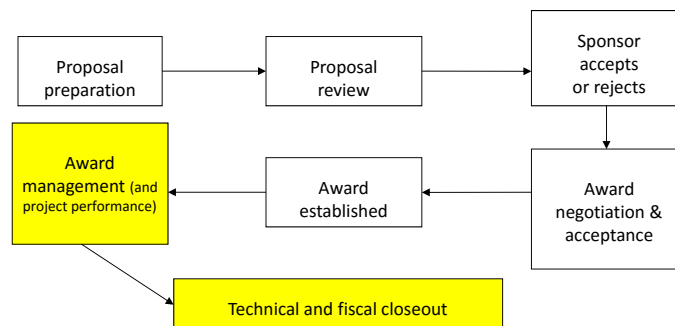 Proposal
preparation
Proposal
review
Sponsor
accepts
or rejects
Award
management (and
project performance)
Award
established
Award
negotiation &
acceptance
Technical and fiscal closeout